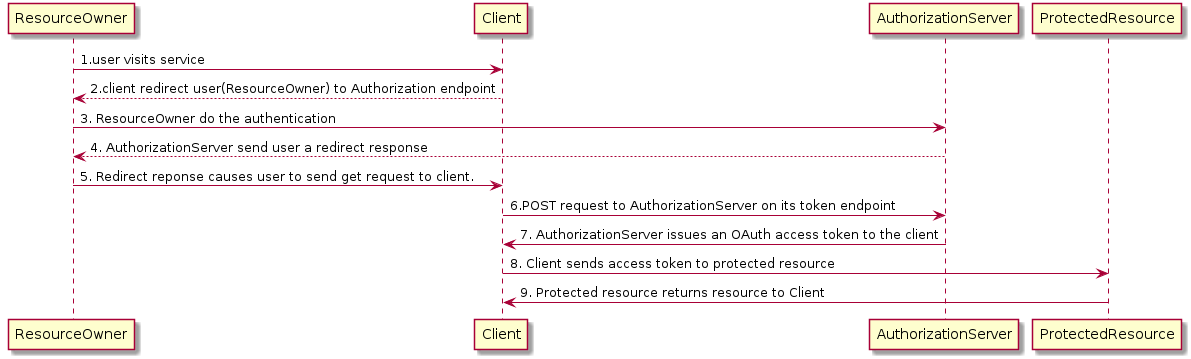 ResourceOwner
Client
AuthorizationServer
ProtectedResource
1.user visits service
2.client redirect user(ResourceOwner) to Authorization endpoint
3. ResourceOwner do the authentication
4. AuthorizationServer send user a redirect response
5. Redirect reponse causes user to send get request to client.
6.POST request to AuthorizationServer on its token endpoint
7. AuthorizationServer issues an OAuth access token to the client
8. Client sends access token to protected resource
9. Protected resource returns resource to Client
ResourceOwner
Client
AuthorizationServer
ProtectedResource